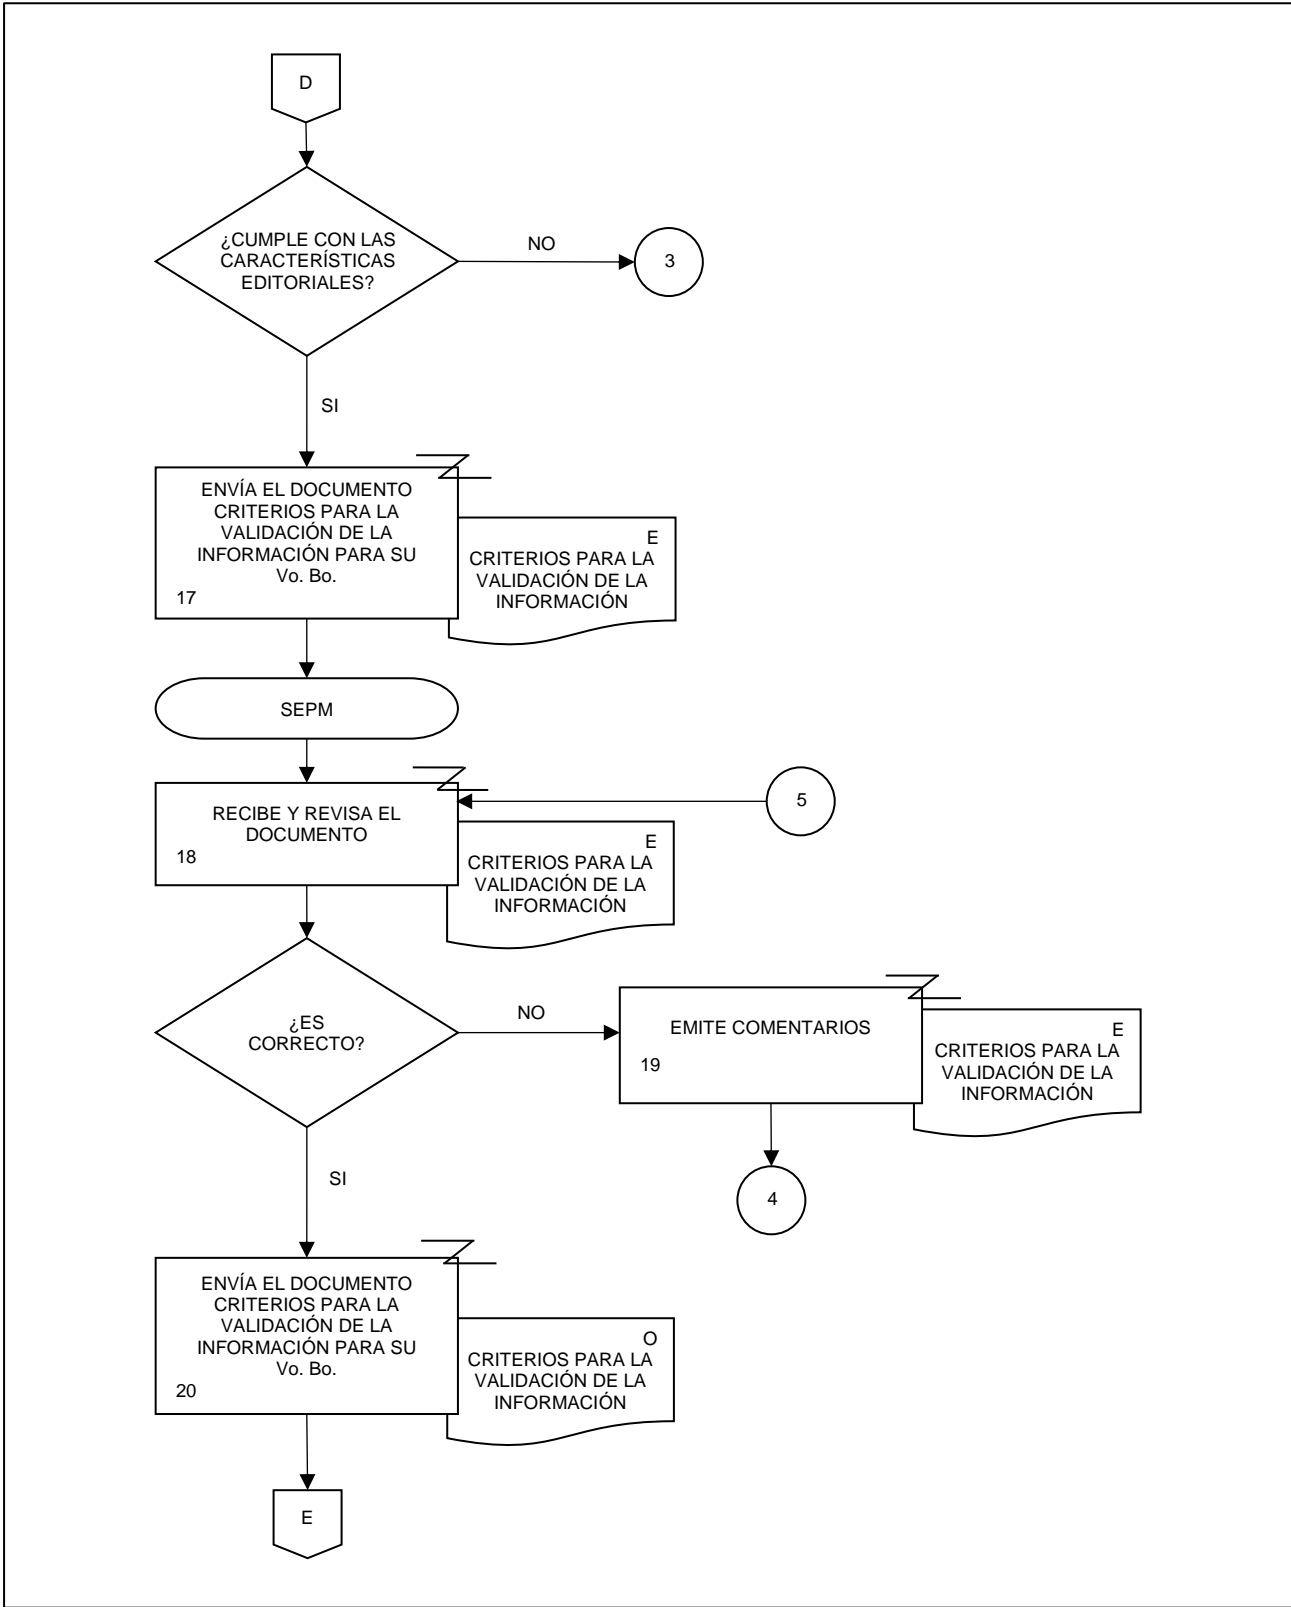 D
¿CUMPLE CON LAS
CARACTERÍSTICAS
EDITORIALES?
NO
3
SI
ENVÍA EL DOCUMENTO
CRITERIOS PARA LA
VALIDACIÓN DE LA
INFORMACIÓN PARA SU
Vo. Bo.
17
E
CRITERIOS PARA LA
VALIDACIÓN DE LA
INFORMACIÓN
SEPM
RECIBE Y REVISA EL
DOCUMENTO
18
5
E
CRITERIOS PARA LA
VALIDACIÓN DE LA
INFORMACIÓN
¿ES
CORRECTO?
NO
EMITE COMENTARIOS
19
E
CRITERIOS PARA LA
VALIDACIÓN DE LA
INFORMACIÓN
4
SI
ENVÍA EL DOCUMENTO
CRITERIOS PARA LA
VALIDACIÓN DE LA
INFORMACIÓN PARA SU
Vo. Bo.
20
O
CRITERIOS PARA LA
VALIDACIÓN DE LA
INFORMACIÓN
E